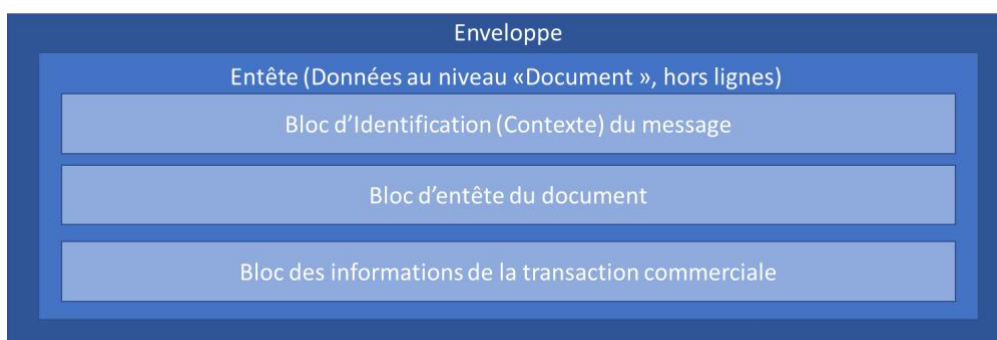 Enveloppe
Entête (Données au niveau «Document », hors lignes)
Bloc d’Identification (Contexte) du message
Bloc d’entête du document
Bloc des informations de la transaction commerciale